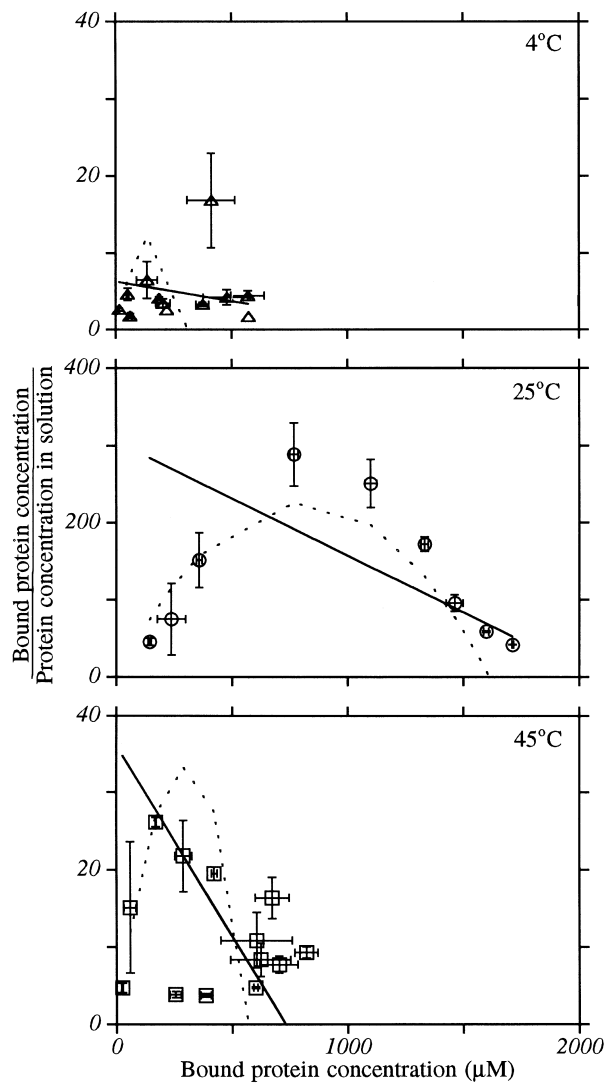 40
4°C
20
0
400
25°C
200
0
Bound protein concentration
Protein concentration in solution
40
45°C
20
0
0 1000 2000
Bound protein concentration (μM)